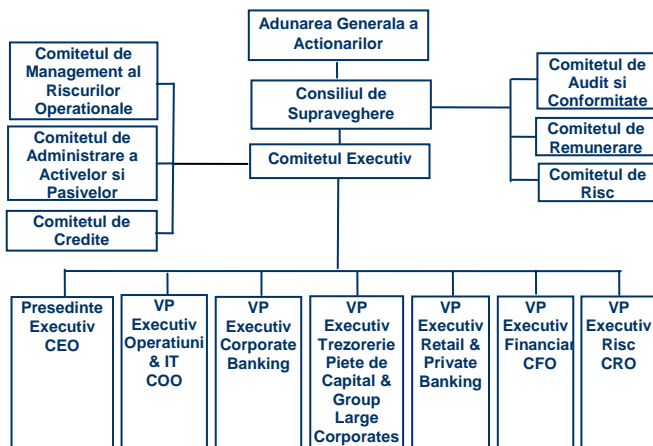 Adunarea Generala a
Actionarilor
Comitetul de
Management al
Riscurilor
Operationale
Consiliul de
Supraveghere
Comitetul de
Audit si
Conformitate
Comitetul de
Administrare a
Activelor si
Pasivelor
Comitetul Executiv
Comitetul de
Remunerare
Comitetul de
Risc
Comitetul de
Credite
Presedinte
Executiv
CEO
VP
Executiv
Operatiuni
& IT
COO
VP
Executiv
Corporate
Banking
VP
Executiv
Trezorerie
Piete de
Capital &
Group
Large
Corporates
VP
Executiv
Retail &
Private
Banking
VP
Executiv
Financiar
CFO
VP
Executiv
Risc
CRO